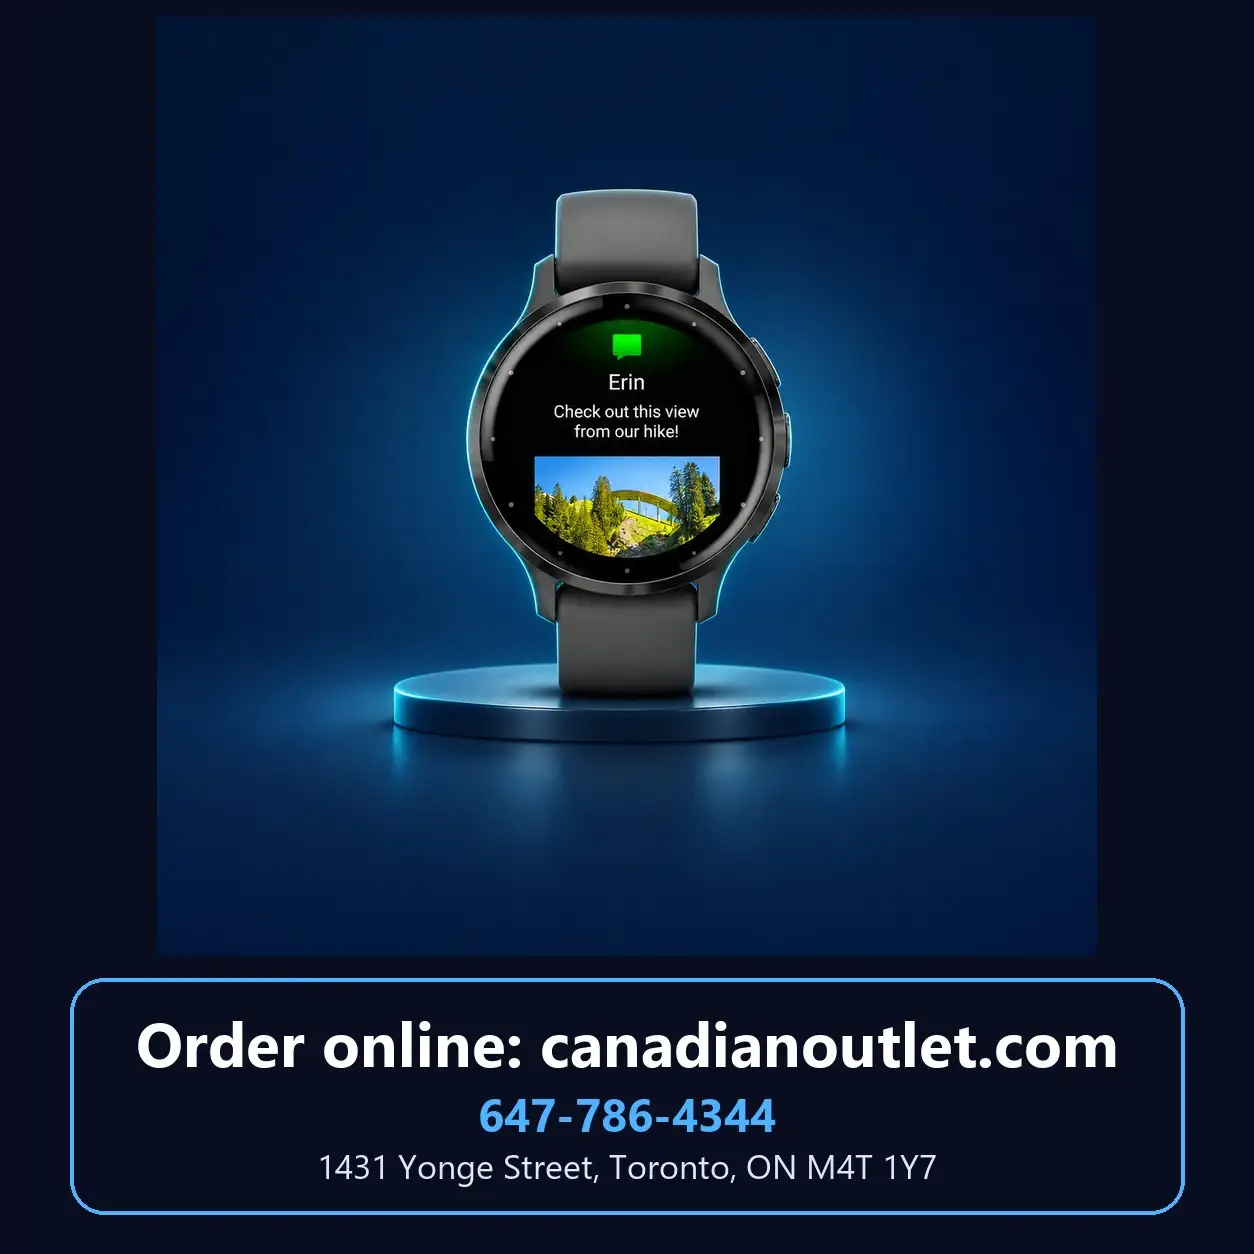 Erin
Check out this view
from our hike!
Order online: canadianoutlet.com
647-786-4344
1431 Yonge Street, Toronto, ON M4T 1Y7